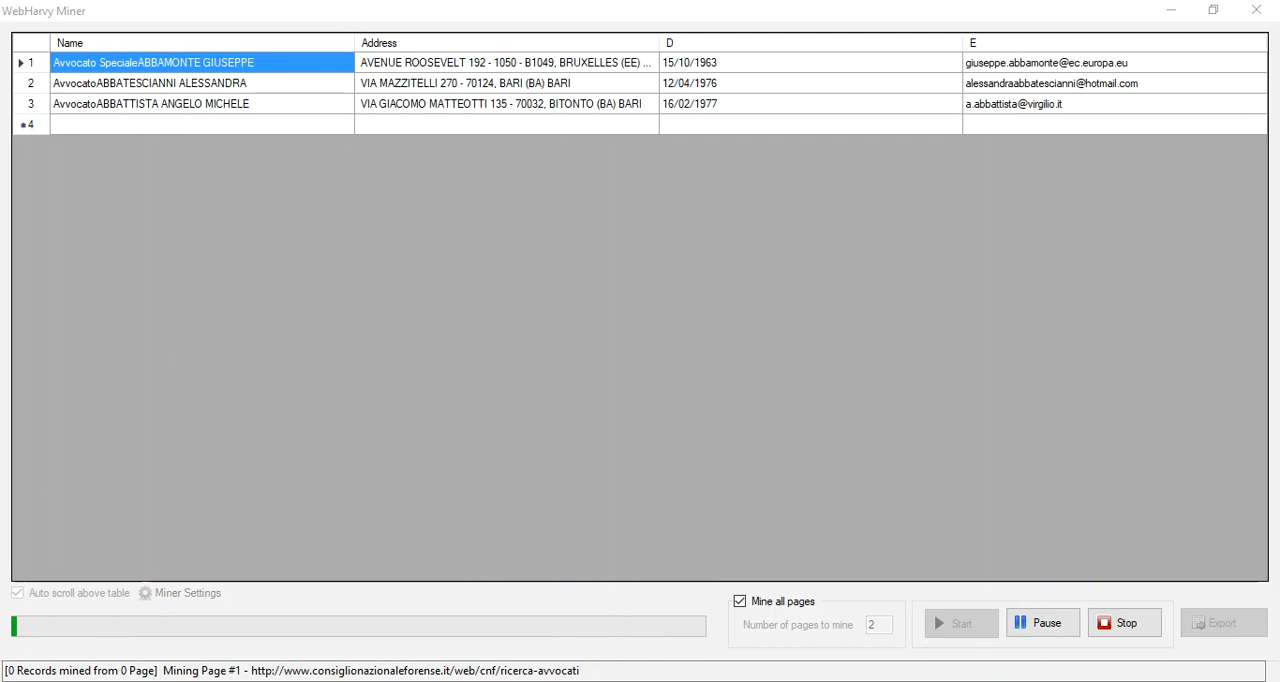 WebHarvy Miner
Name Address D E
1 Avvocato SpecialeABBAMONTE GIUSEPPE AVENUE ROOSEVELT 192 - 1050 - B1049, BRUXELLES (EE) ... 15/10/1963 giuseppe.abbamonte@ec.europa.eu
2 AvvocatoABBATESCIANNI ALESSANDRA VIA MAZZITELLI 270 - 70124, BARI (BA) BARI 12/04/1976 alessandraabbatescianni@hotmail.com
3 AvvocatoABBATTISTA ANGELO MICHELE VIA GIACOMO MATTEOTTI 135 - 70032, BITONTO (BA) BARI 16/02/1977 a.abbattista@virgilio.it
4
Auto scroll above table Miner Settings
Mine all pages
Number of pages to mine 2
Start Pause Stop Export
[0 Records mined from 0 Page] Mining Page #1 - http://www.consiglionazionaleforense.it/web/cnf/ricerca-avvocati